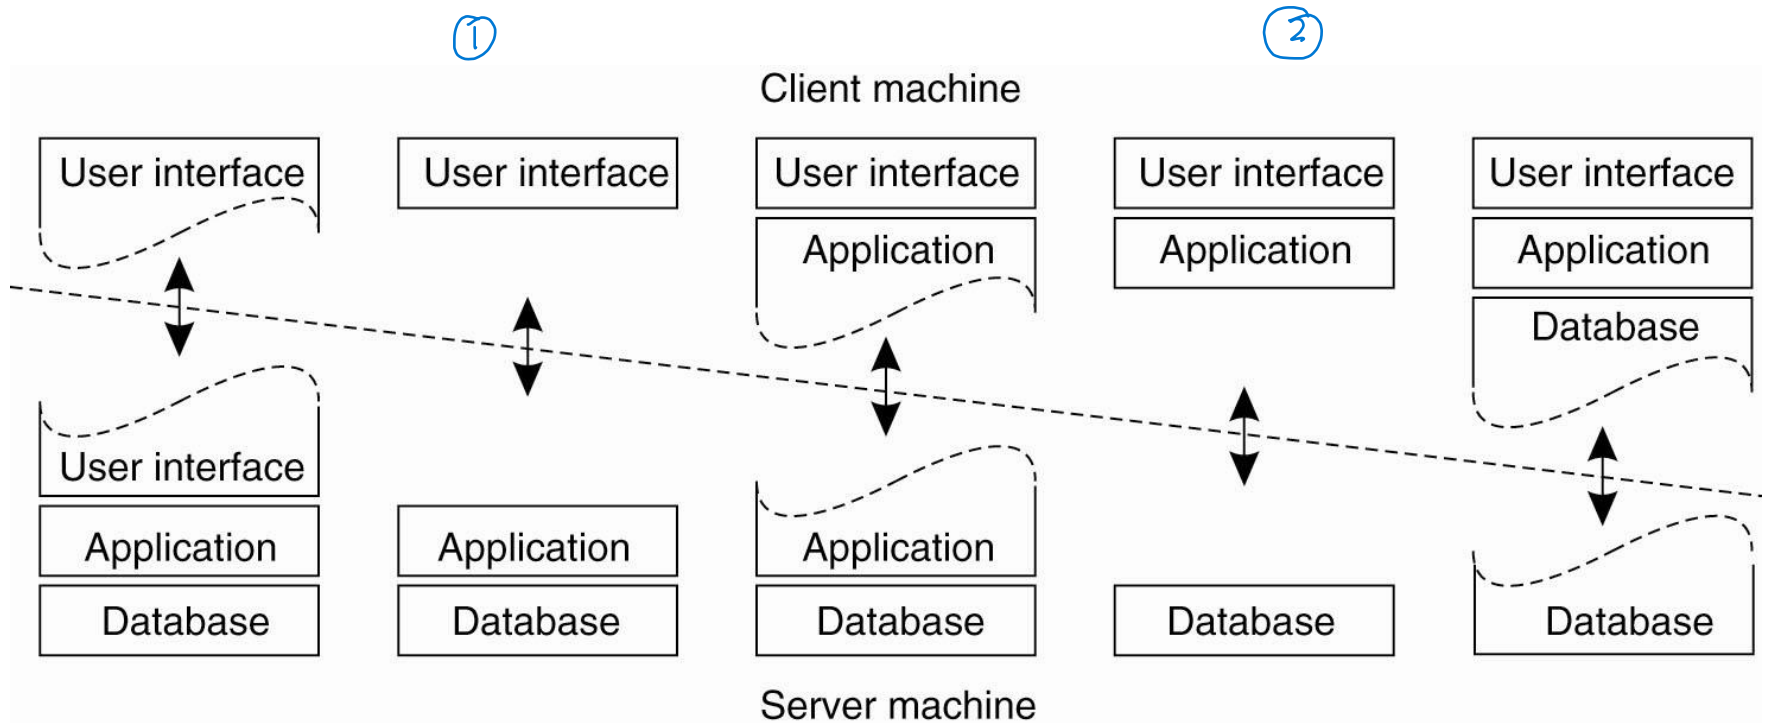 ① ②
Client machine
User interface User interface User interface User interface User interface
Application Application Application
Database
User interface
Application Application Application
Database Database Database Database Database
Server machine